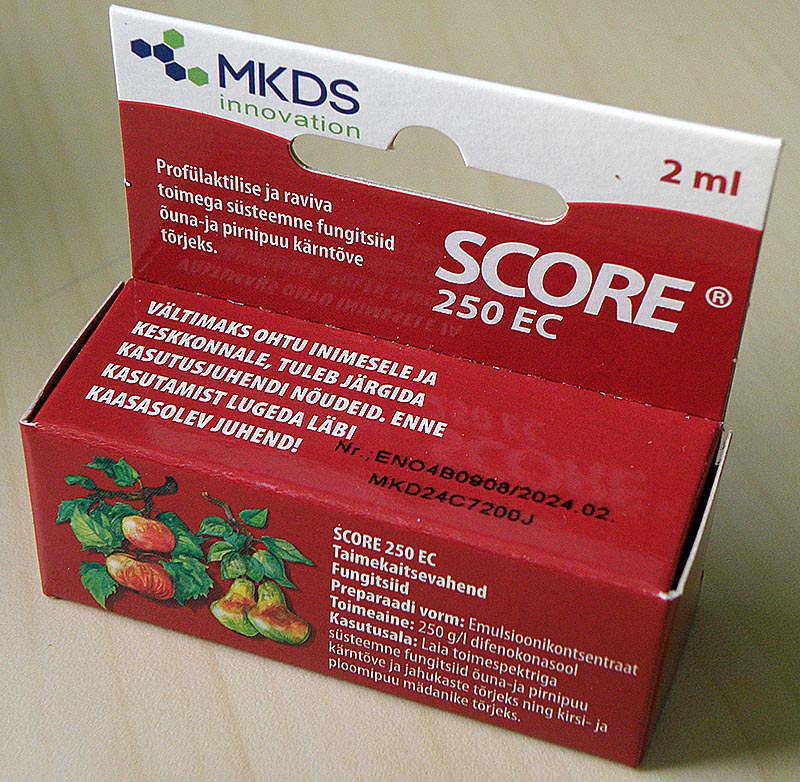 MKDS
innovation
2 ml
Profülaktilise ja raviva
toimega süsteemne fungitsiid
õuna-ja pirnipuu kärntõve
tõrjeks.
SCORE ®
250 EC
VÄLTIMAKS OHTU INIMESELE JA
KESKKONNALE, TULEB JÄRGIDA
KASUTUSJUHENDI NÕUDEID. ENNE
KASUTAMIST LUGEDA LÄBI
KAASASOLEV JUHEND!
Nr.;ENO4B0908/2024.02.
MKD24C7200J
SCORE 250 EC
Taimekaitsevahend
Fungitsiid
Preparaadi vorm: Emulsioonikontsentraat
Toimeaine: 250 g/l difenokonasool
Kasutusala: Laia toimespektriga
süsteemne fungitsiid õuna-ja pirnipuu
kärntõve ja jahukaste tõrjeks ning kirsi- ja
ploomipuu mädanike tõrjeks.